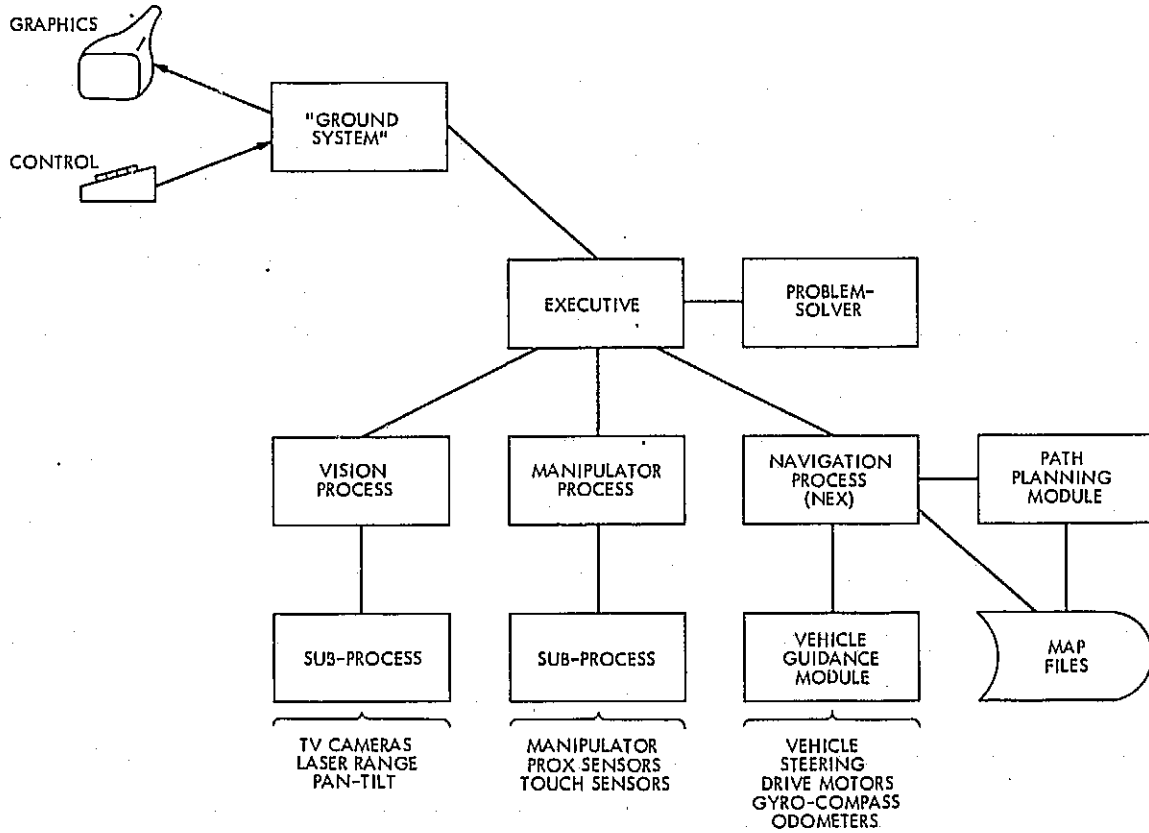 GRAPHICS
"GROUND
SYSTEM"
CONTROL
EXECUTIVE
PROBLEM-
SOLVER
VISION
PROCESS
MANIPULATOR
PROCESS
NAVIGATION
PROCESS
(NEX)
PATH
PLANNING
MODULE
SUB-PROCESS
SUB-PROCESS
VEHICLE
GUIDANCE
MODULE
MAP
FILES
TV CAMERAS
LASER RANGE
PAN-TILT
MANIPULATOR
PROX SENSORS
TOUCH SENSORS
VEHICLE
STEERING
DRIVE MOTORS
GYRO-COMPASS
ODOMETERS